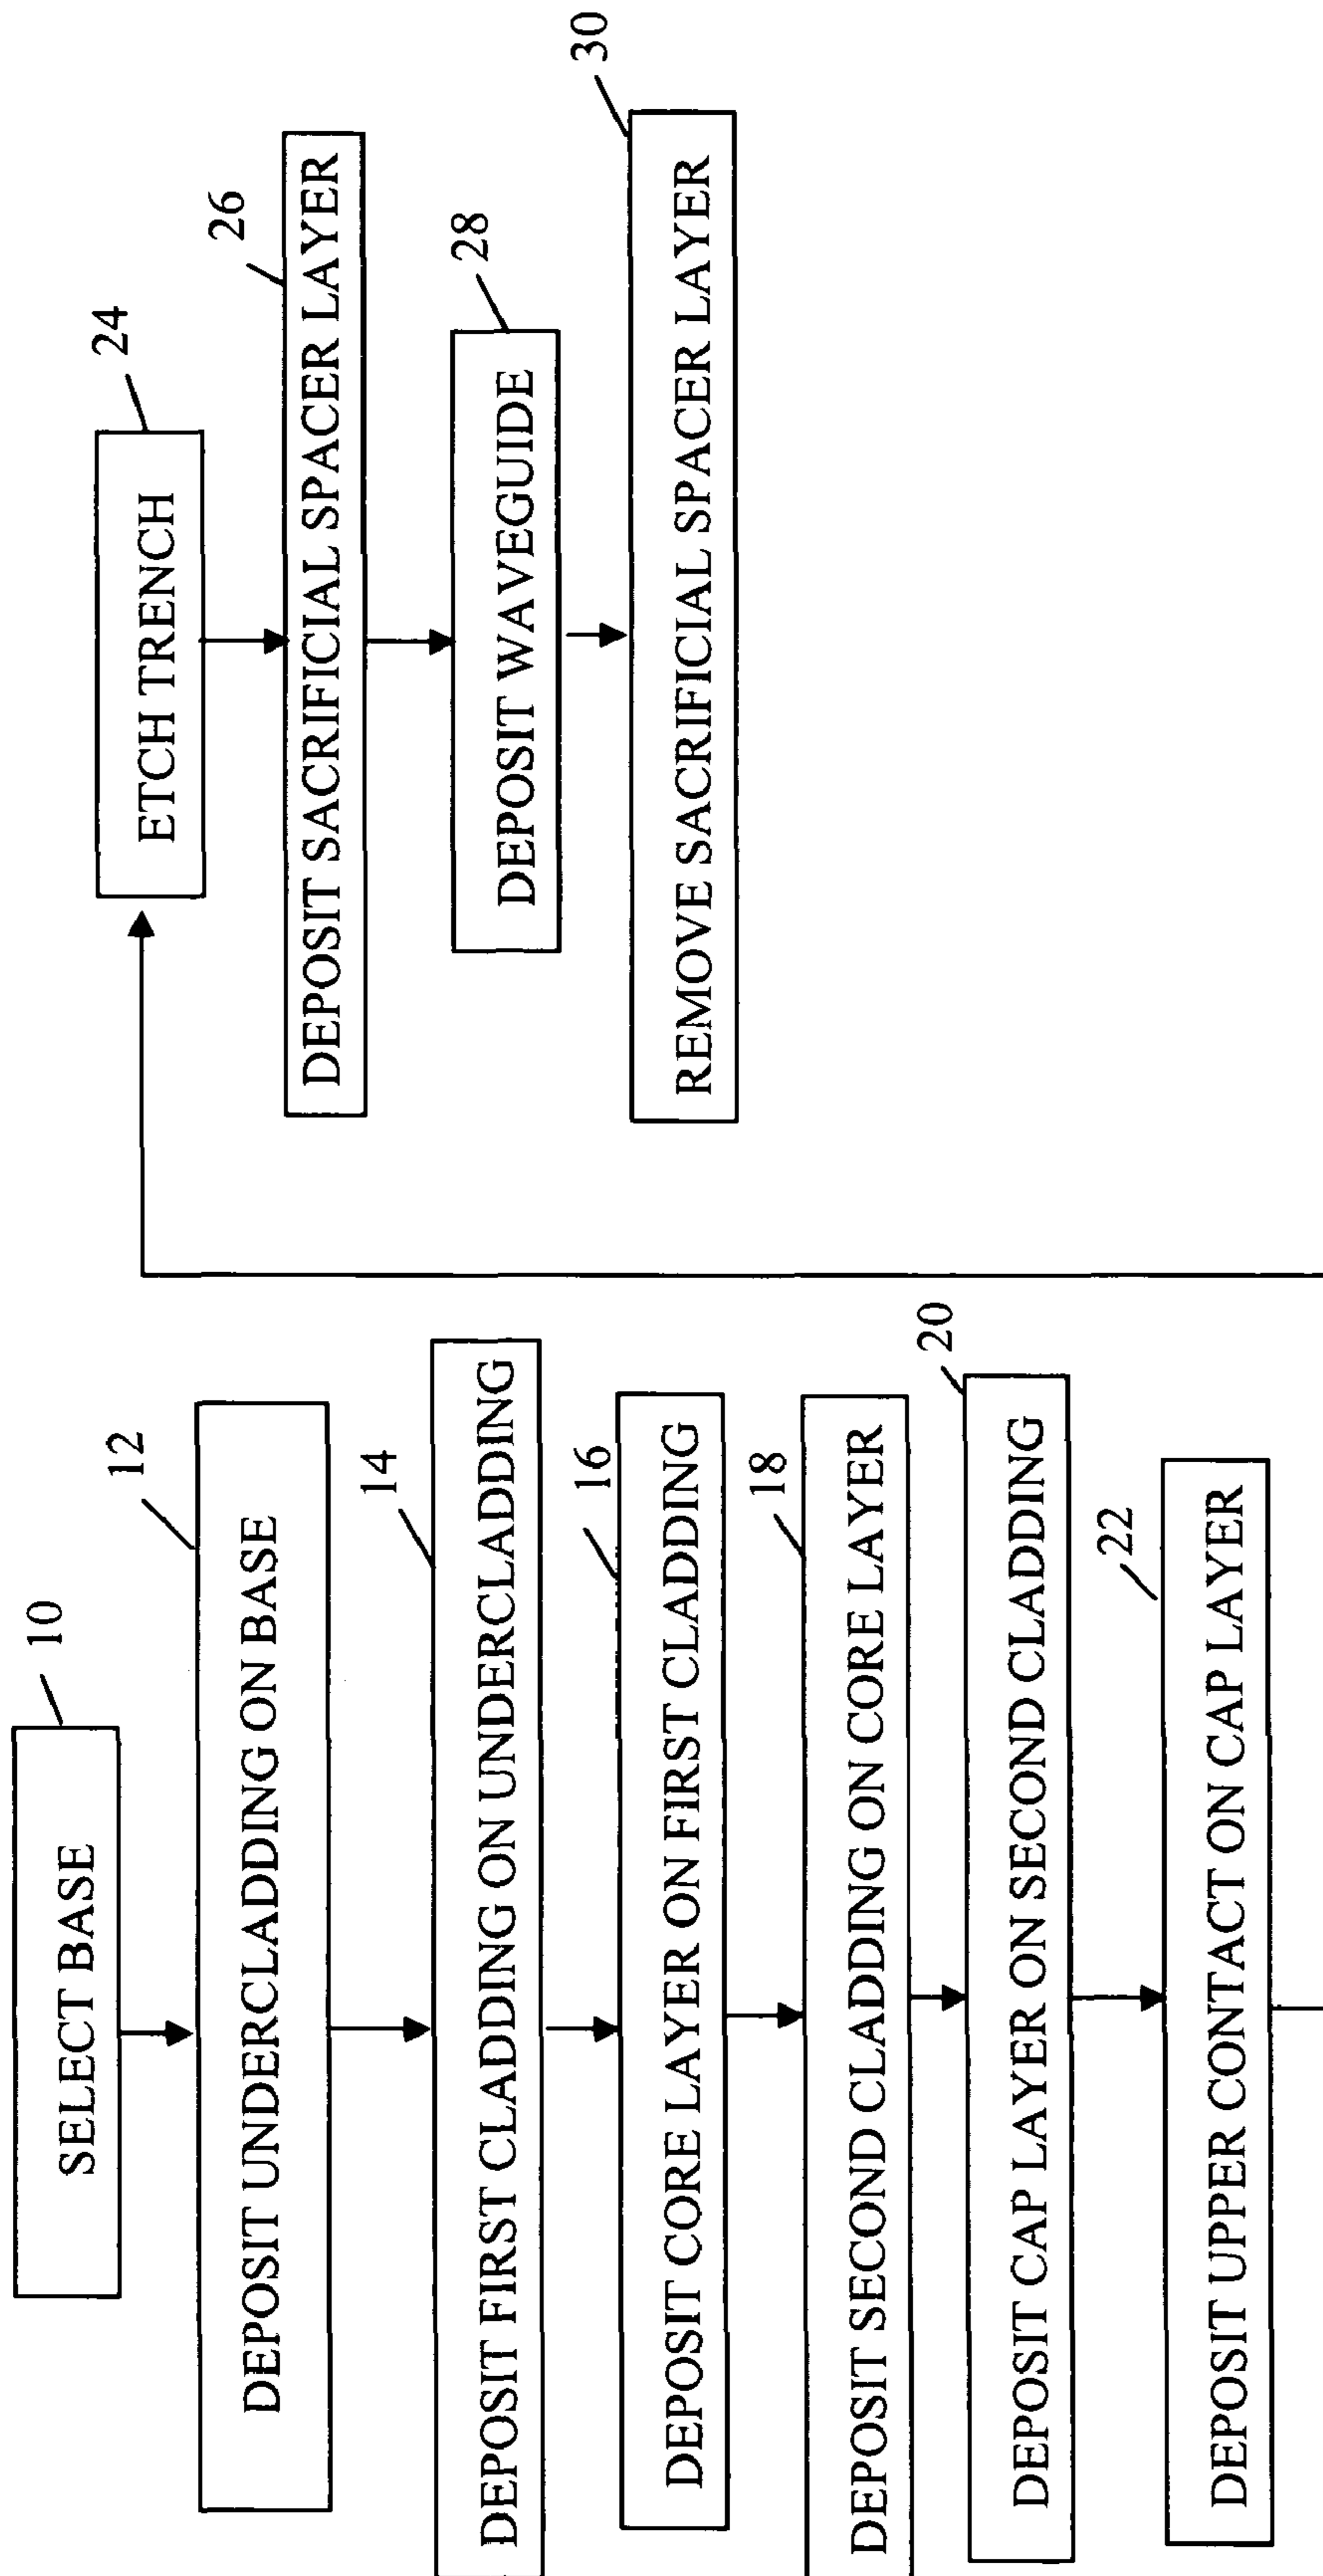 SELECT BASE
10
DEPOSIT UNDERCLADDING ON BASE
12
DEPOSIT FIRST CLADDING ON UNDERCLADDING
14
DEPOSIT CORE LAYER ON FIRST CLADDING
16
DEPOSIT SECOND CLADDING ON CORE LAYER
18
DEPOSIT CAP LAYER ON SECOND CLADDING
20
DEPOSIT UPPER CONTACT ON CAP LAYER
22
ETCH TRENCH
24
DEPOSIT SACRIFICIAL SPACER LAYER
26
DEPOSIT WAVEGUIDE
28
REMOVE SACRIFICIAL SPACER LAYER
30